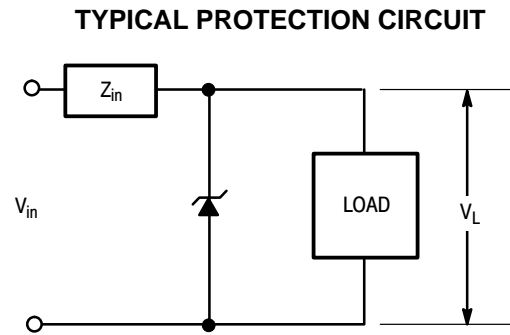 TYPICAL PROTECTION CIRCUIT
Zin
Vin
LOAD
VL